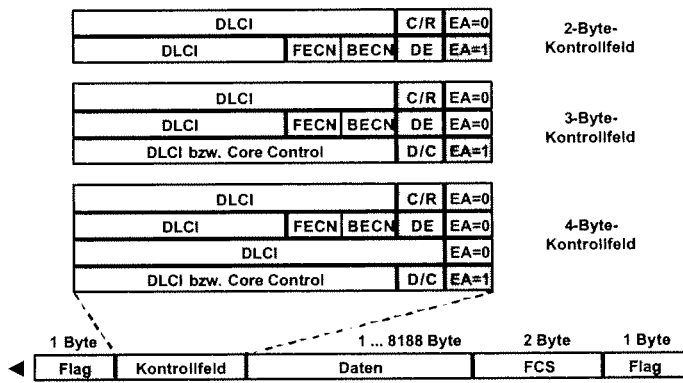 DLCI C/R EA=0
DLCI FECN BECN DE EA=1
2-Byte-
Kontrollfeld
DLCI C/R EA=0
DLCI FECN BECN DE EA=0
DLCI bzw. Core Control D/C EA=1
3-Byte-
Kontrollfeld
DLCI C/R EA=0
DLCI FECN BECN DE EA=0
DLCI EA=0
DLCI bzw. Core Control D/C EA=1
4-Byte-
Kontrollfeld
1 Byte 1 ... 8188 Byte 2 Byte 1 Byte
Flag Kontrollfeld Daten FCS Flag